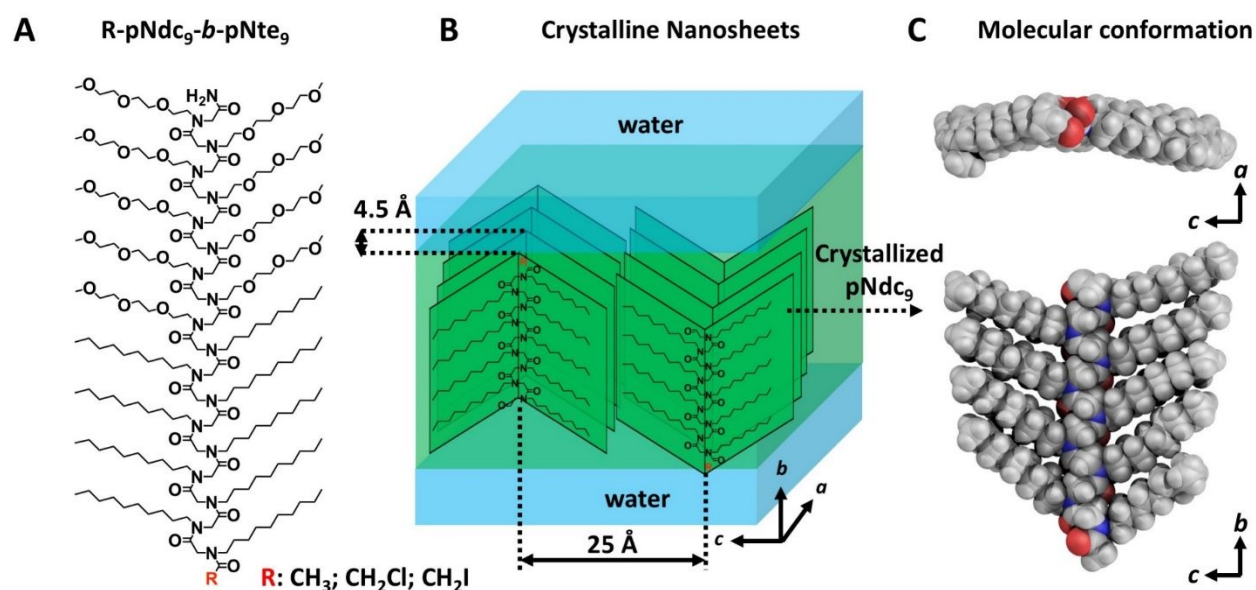 A R-pNdc₉-b-pNte₉
B Crystalline Nanosheets
C Molecular conformation
water
4.5 Å
Crystallized
pNdc₉
water
25 Å
b
a
c
a
c
b
c
R
R: CH₃; CH₂Cl; CH₂I
H₂N
O
N